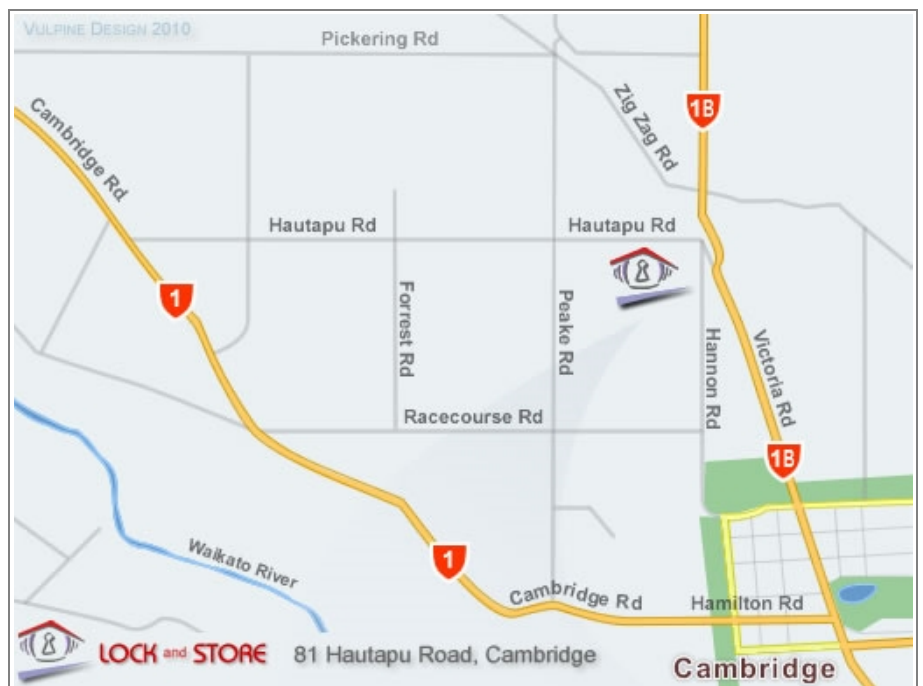 VULPINE DESIGN 2010
Pickering Rd
Zig Zag Rd
1B
Cambridge Rd
Hautapu Rd
Hautapu Rd
1
Forrest Rd
Peake Rd
Hannon Rd
Victoria Rd
Racecourse Rd
1B
Waikato River
1
Cambridge Rd
Hamilton Rd
LOCK and STORE 81 Hautapu Road, Cambridge
Cambridge